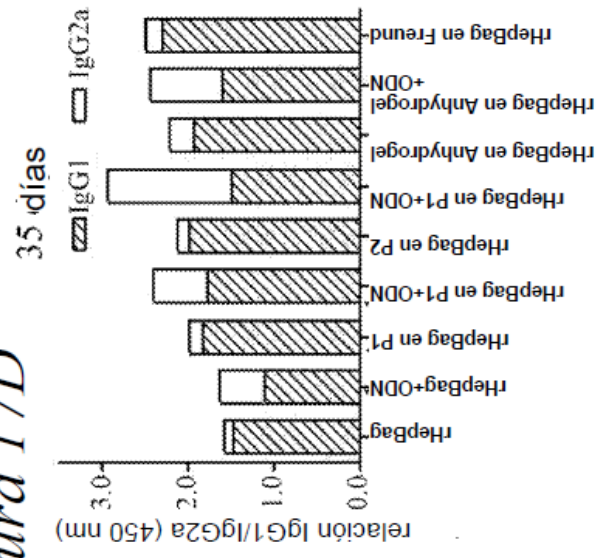 ura 17D
35 días
IgG1 IgG2a
relación IgG1/IgG2a (450 nm)
3.0
2.0
1.0
0.0
rHepBag
rHepBag+ODN
rHepBag en P1
rHepBag en P1+ODN
rHepBag en P2
rHepBag en P1+ODN
rHepBag en Anhydrogel
rHepBag en Anhydrogel
+ODN
rHepBag en Freund